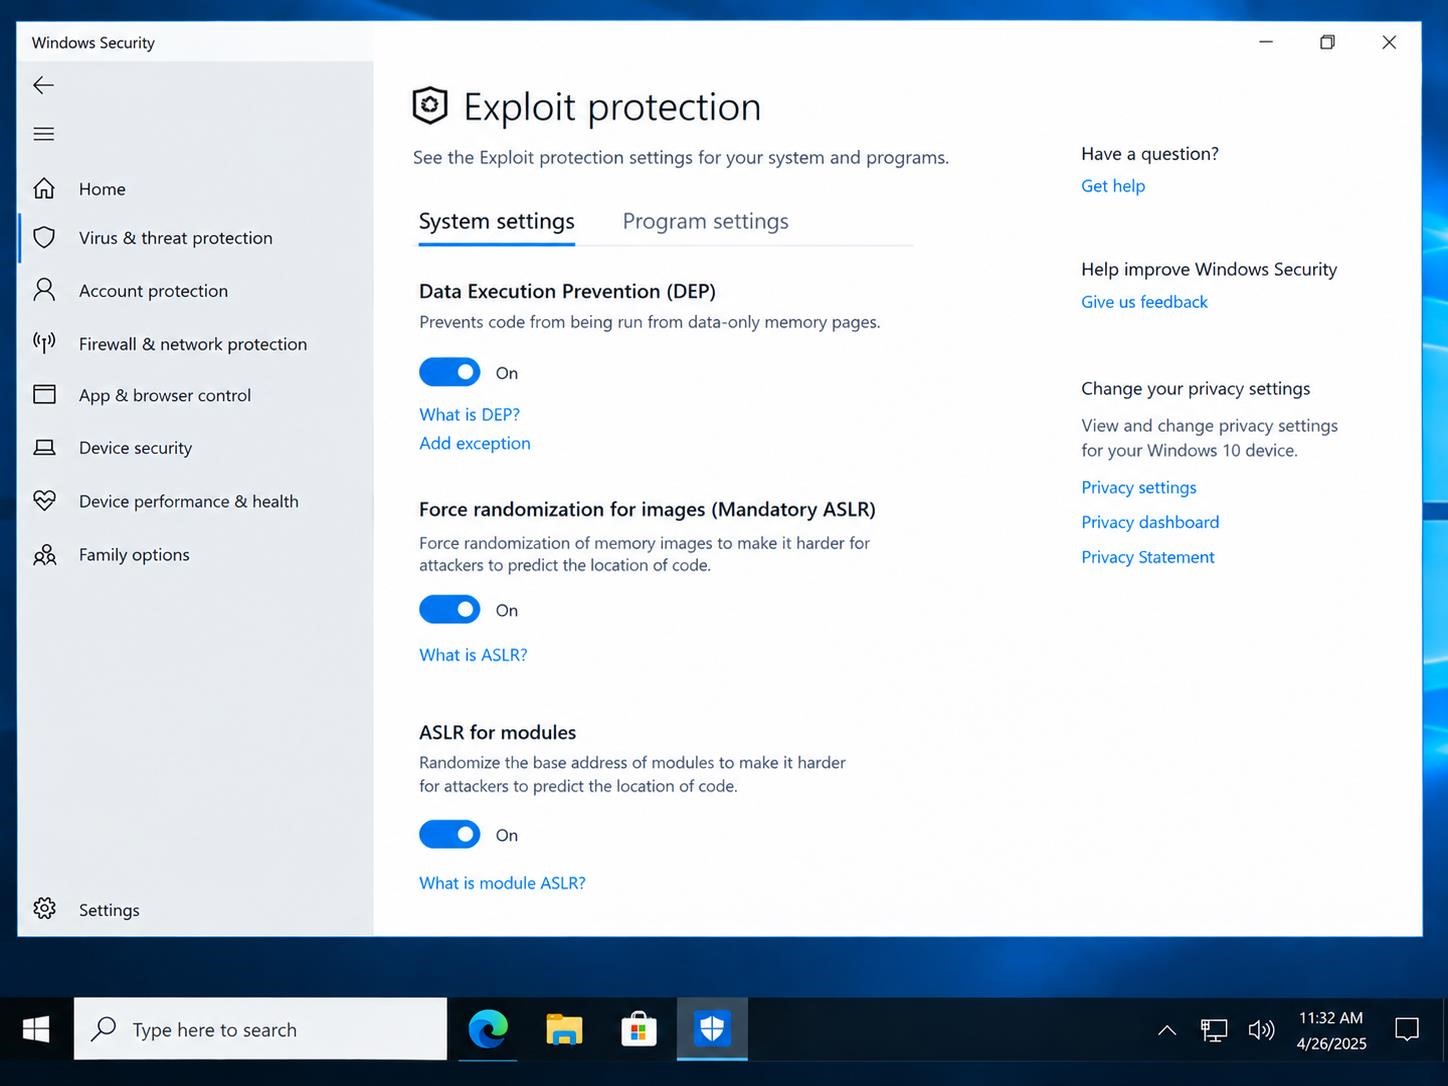 Windows Security
Home
Virus & threat protection
Account protection
Firewall & network protection
App & browser control
Device security
Device performance & health
Family options
Settings
Exploit protection
See the Exploit protection settings for your system and programs.
System settings
Program settings
Data Execution Prevention (DEP)
Prevents code from being run from data-only memory pages.
On
What is DEP?
Add exception
Force randomization for images (Mandatory ASLR)
Force randomization of memory images to make it harder for
attackers to predict the location of code.
On
What is ASLR?
ASLR for modules
Randomize the base address of modules to make it harder
for attackers to predict the location of code.
On
What is module ASLR?
Have a question?
Get help
Help improve Windows Security
Give us feedback
Change your privacy settings
View and change privacy settings
for your Windows 10 device.
Privacy settings
Privacy dashboard
Privacy Statement
Type here to search
11:32 AM
4/26/2025